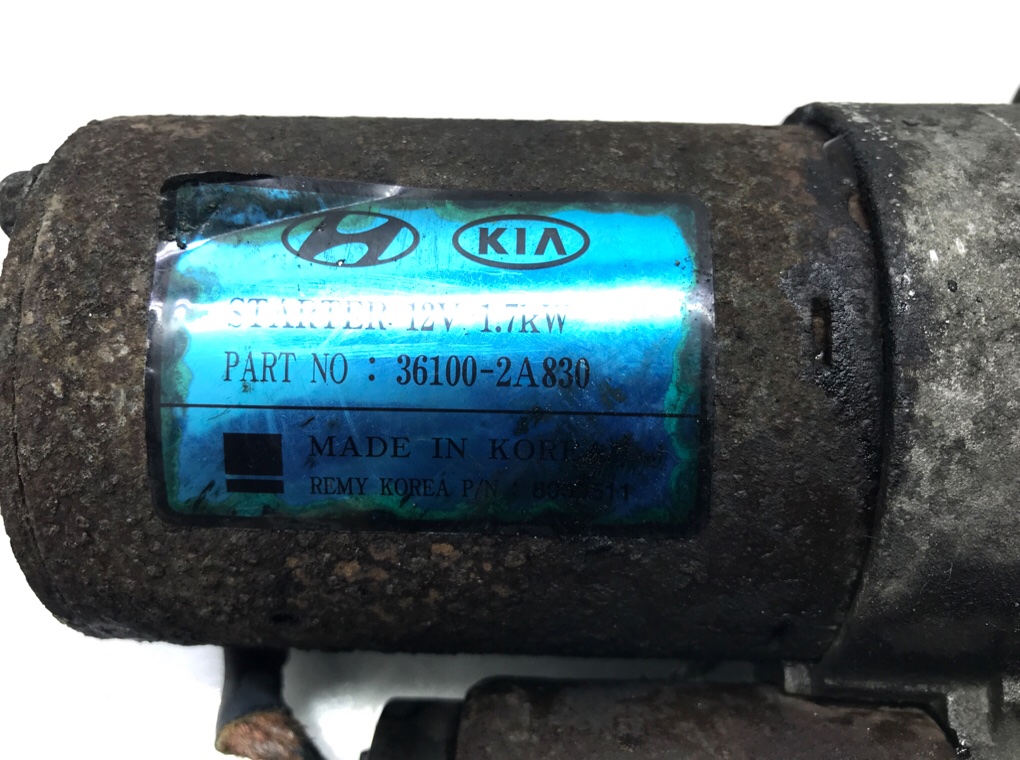 KIA
STARTER 12V 1.7kW
PART NO : 36100-2A830
MADE IN KOREA
REMY KOREA P/N :